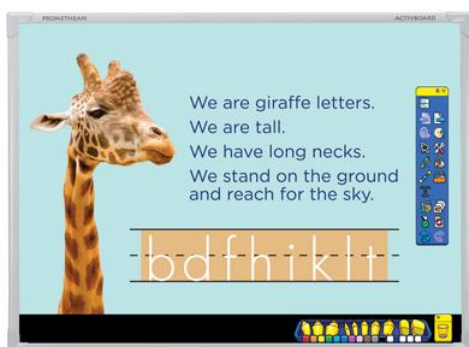 PROMETHEAN
ACTIVBOARD
We are giraffe letters.
We are tall.
We have long necks.
We stand on the ground
and reach for the sky.
bdfhiklt